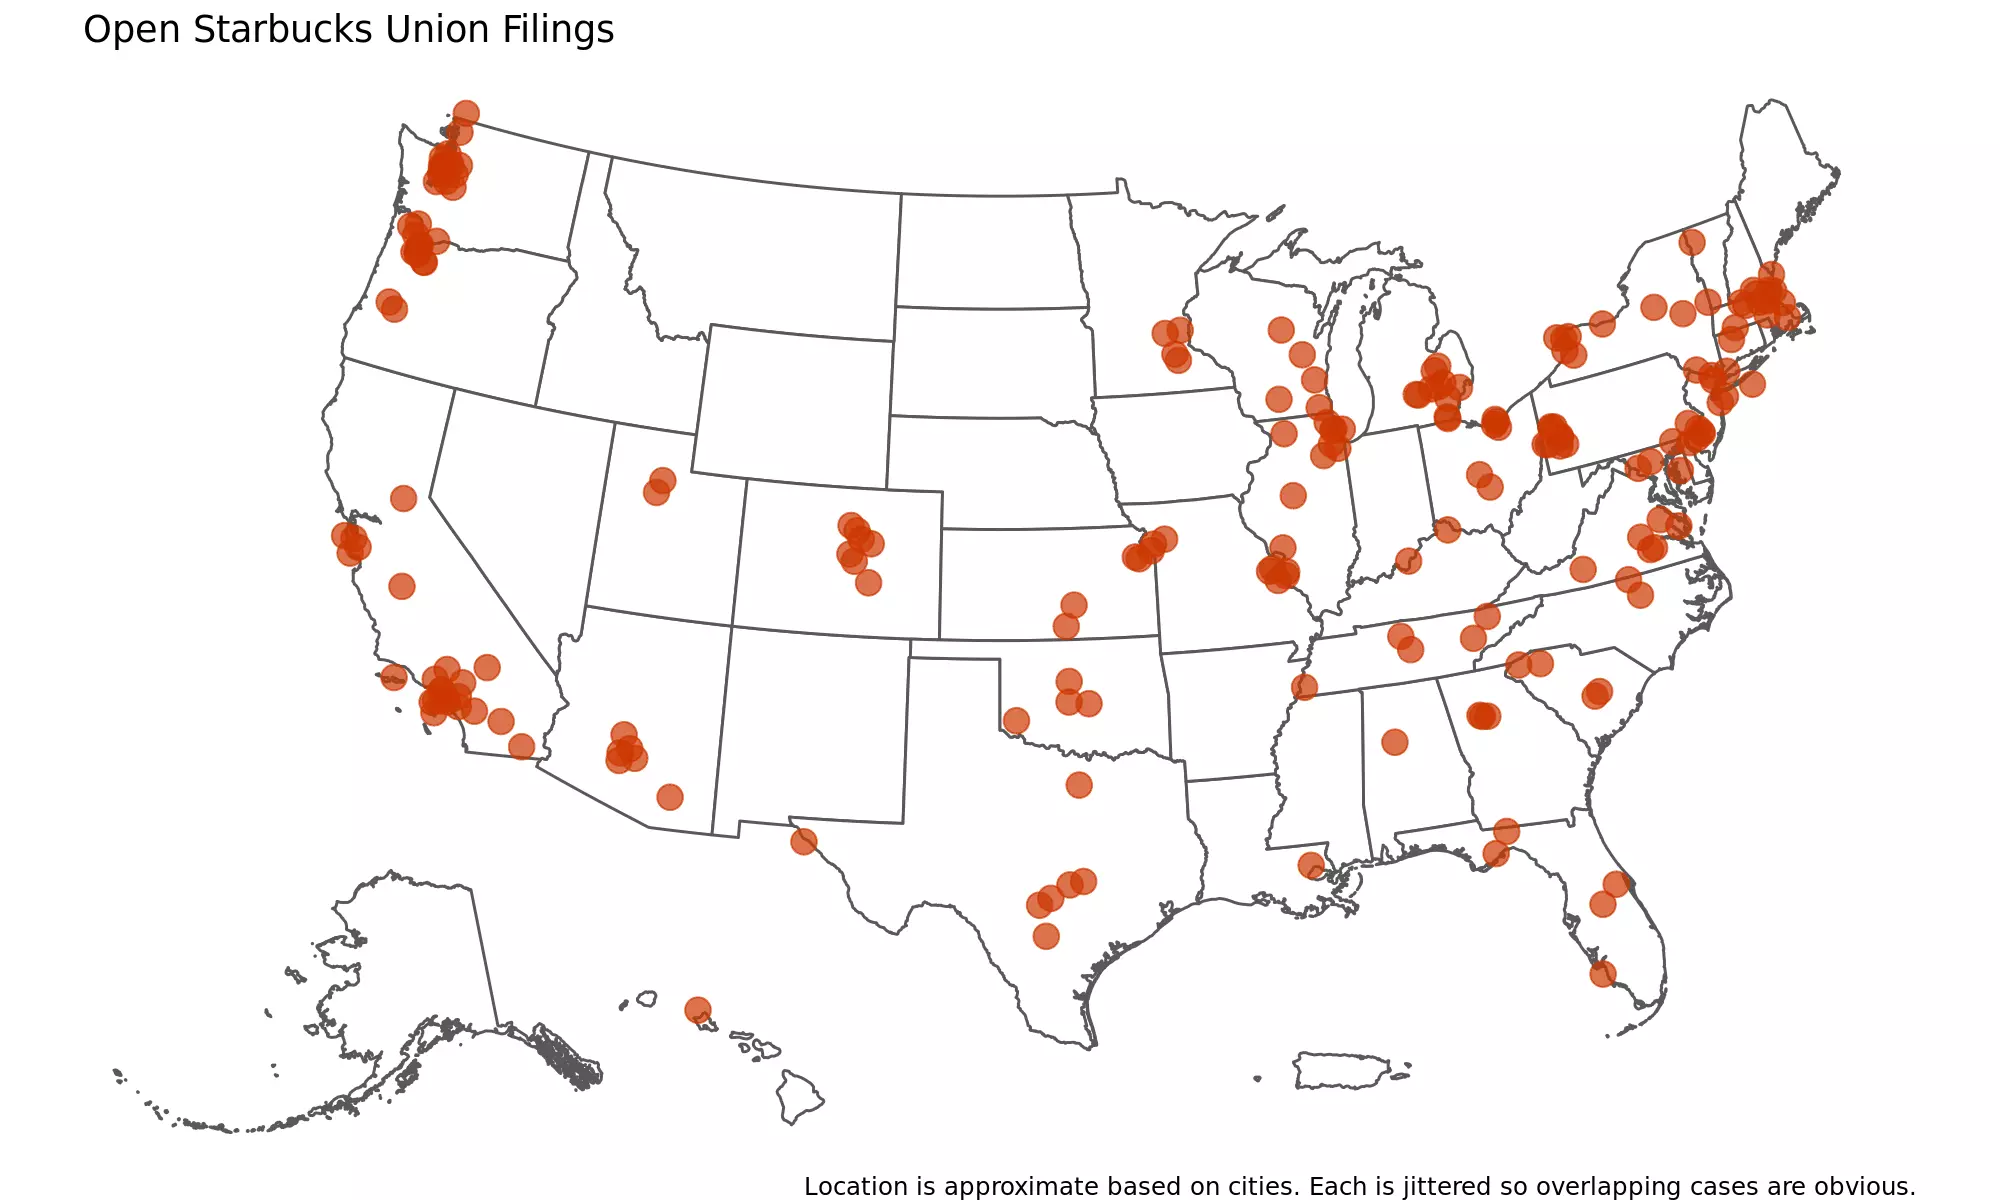 Open Starbucks Union Filings
Location is approximate based on cities. Each is jittered so overlapping cases are obvious.